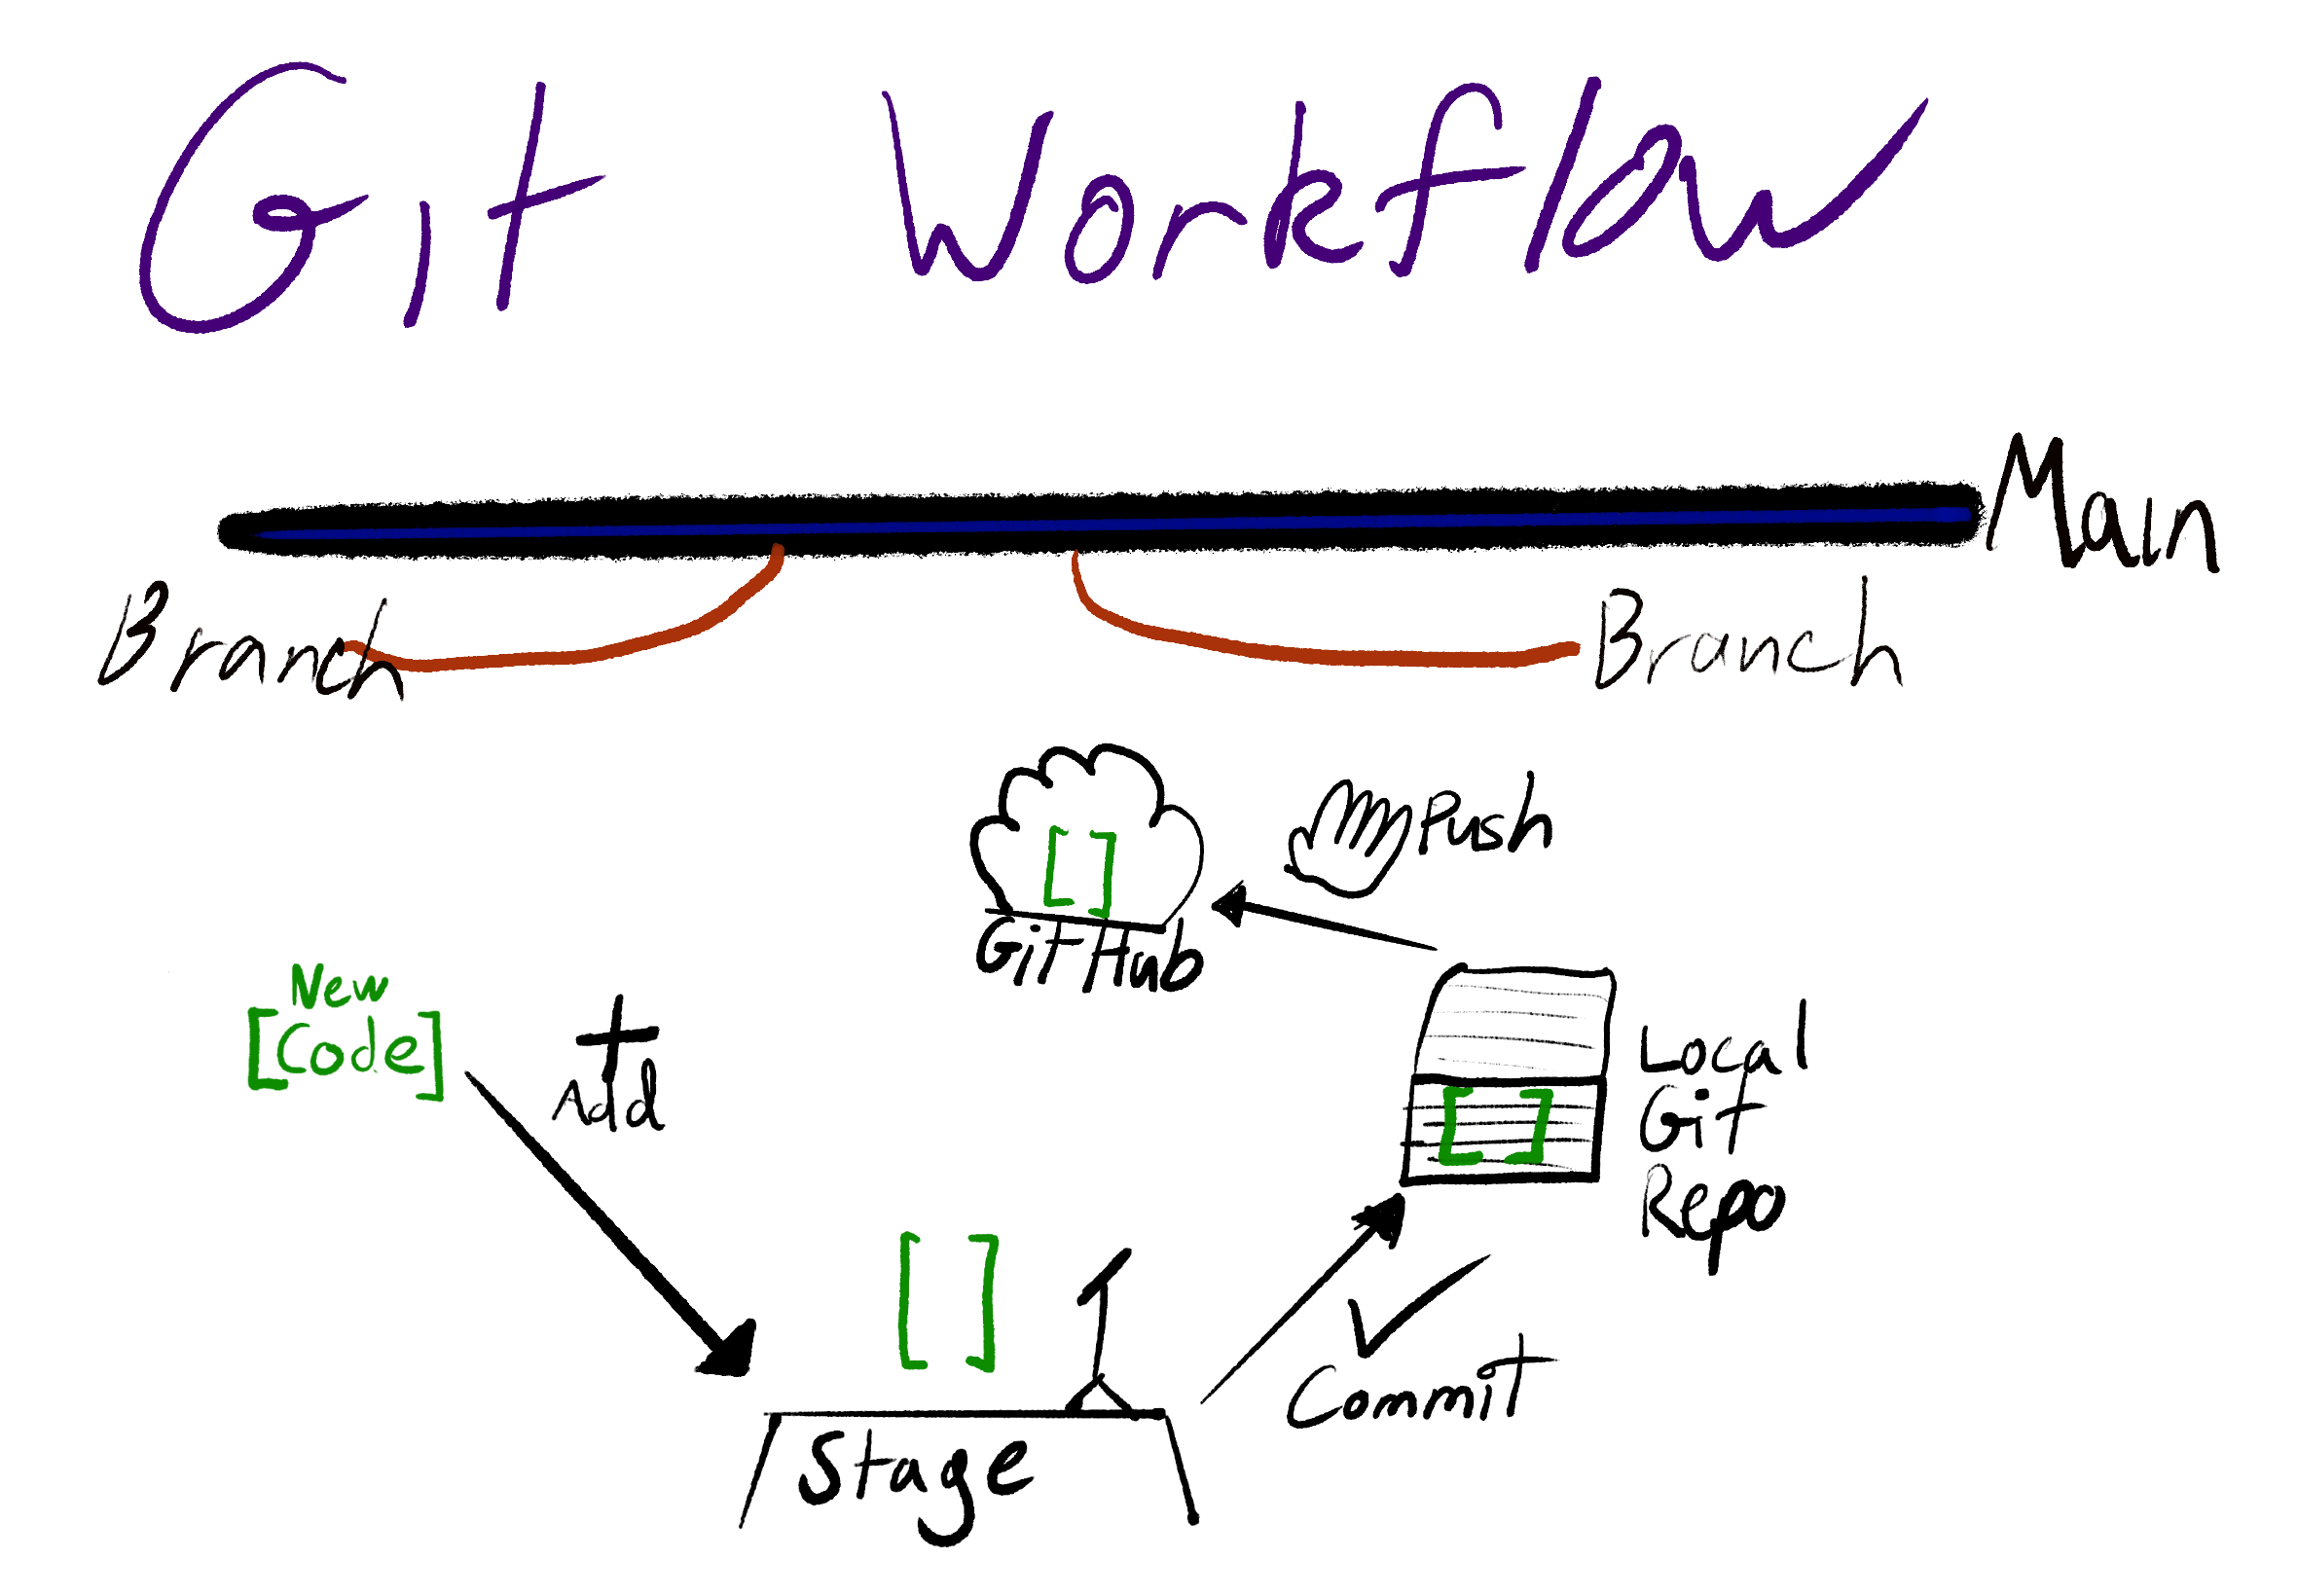 Git Workflow
Main
Branch
Branch
Push
GitHub
New
[Code]
Add
Local
Git
Repo
[ ]
[ ]
[ ]
Commit
Stage